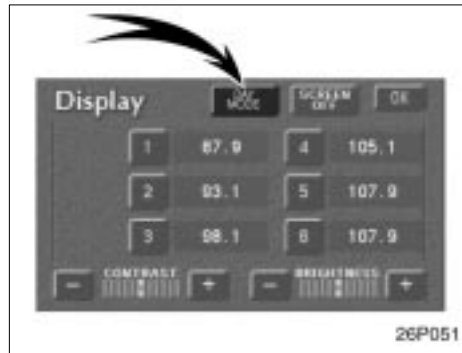 Display DAY MODE SCREEN OFF OK
1 87.9 4 105.1
2 93.1 5 107.9
3 98.1 6 107.9
- CONTRAST + - BRIGHTNESS +
26P051